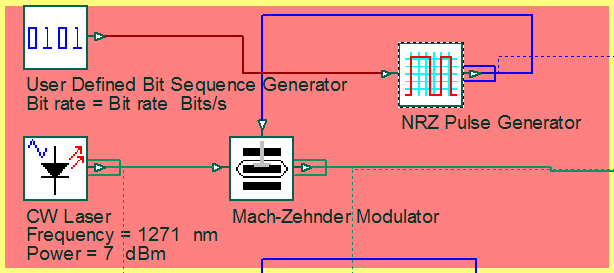 0101
User Defined Bit Sequence Generator
Bit rate = Bit rate  Bits/s
NRZ Pulse Generator
CW Laser
Frequency = 1271  nm
Power = 7  dBm
Mach-Zehnder Modulator